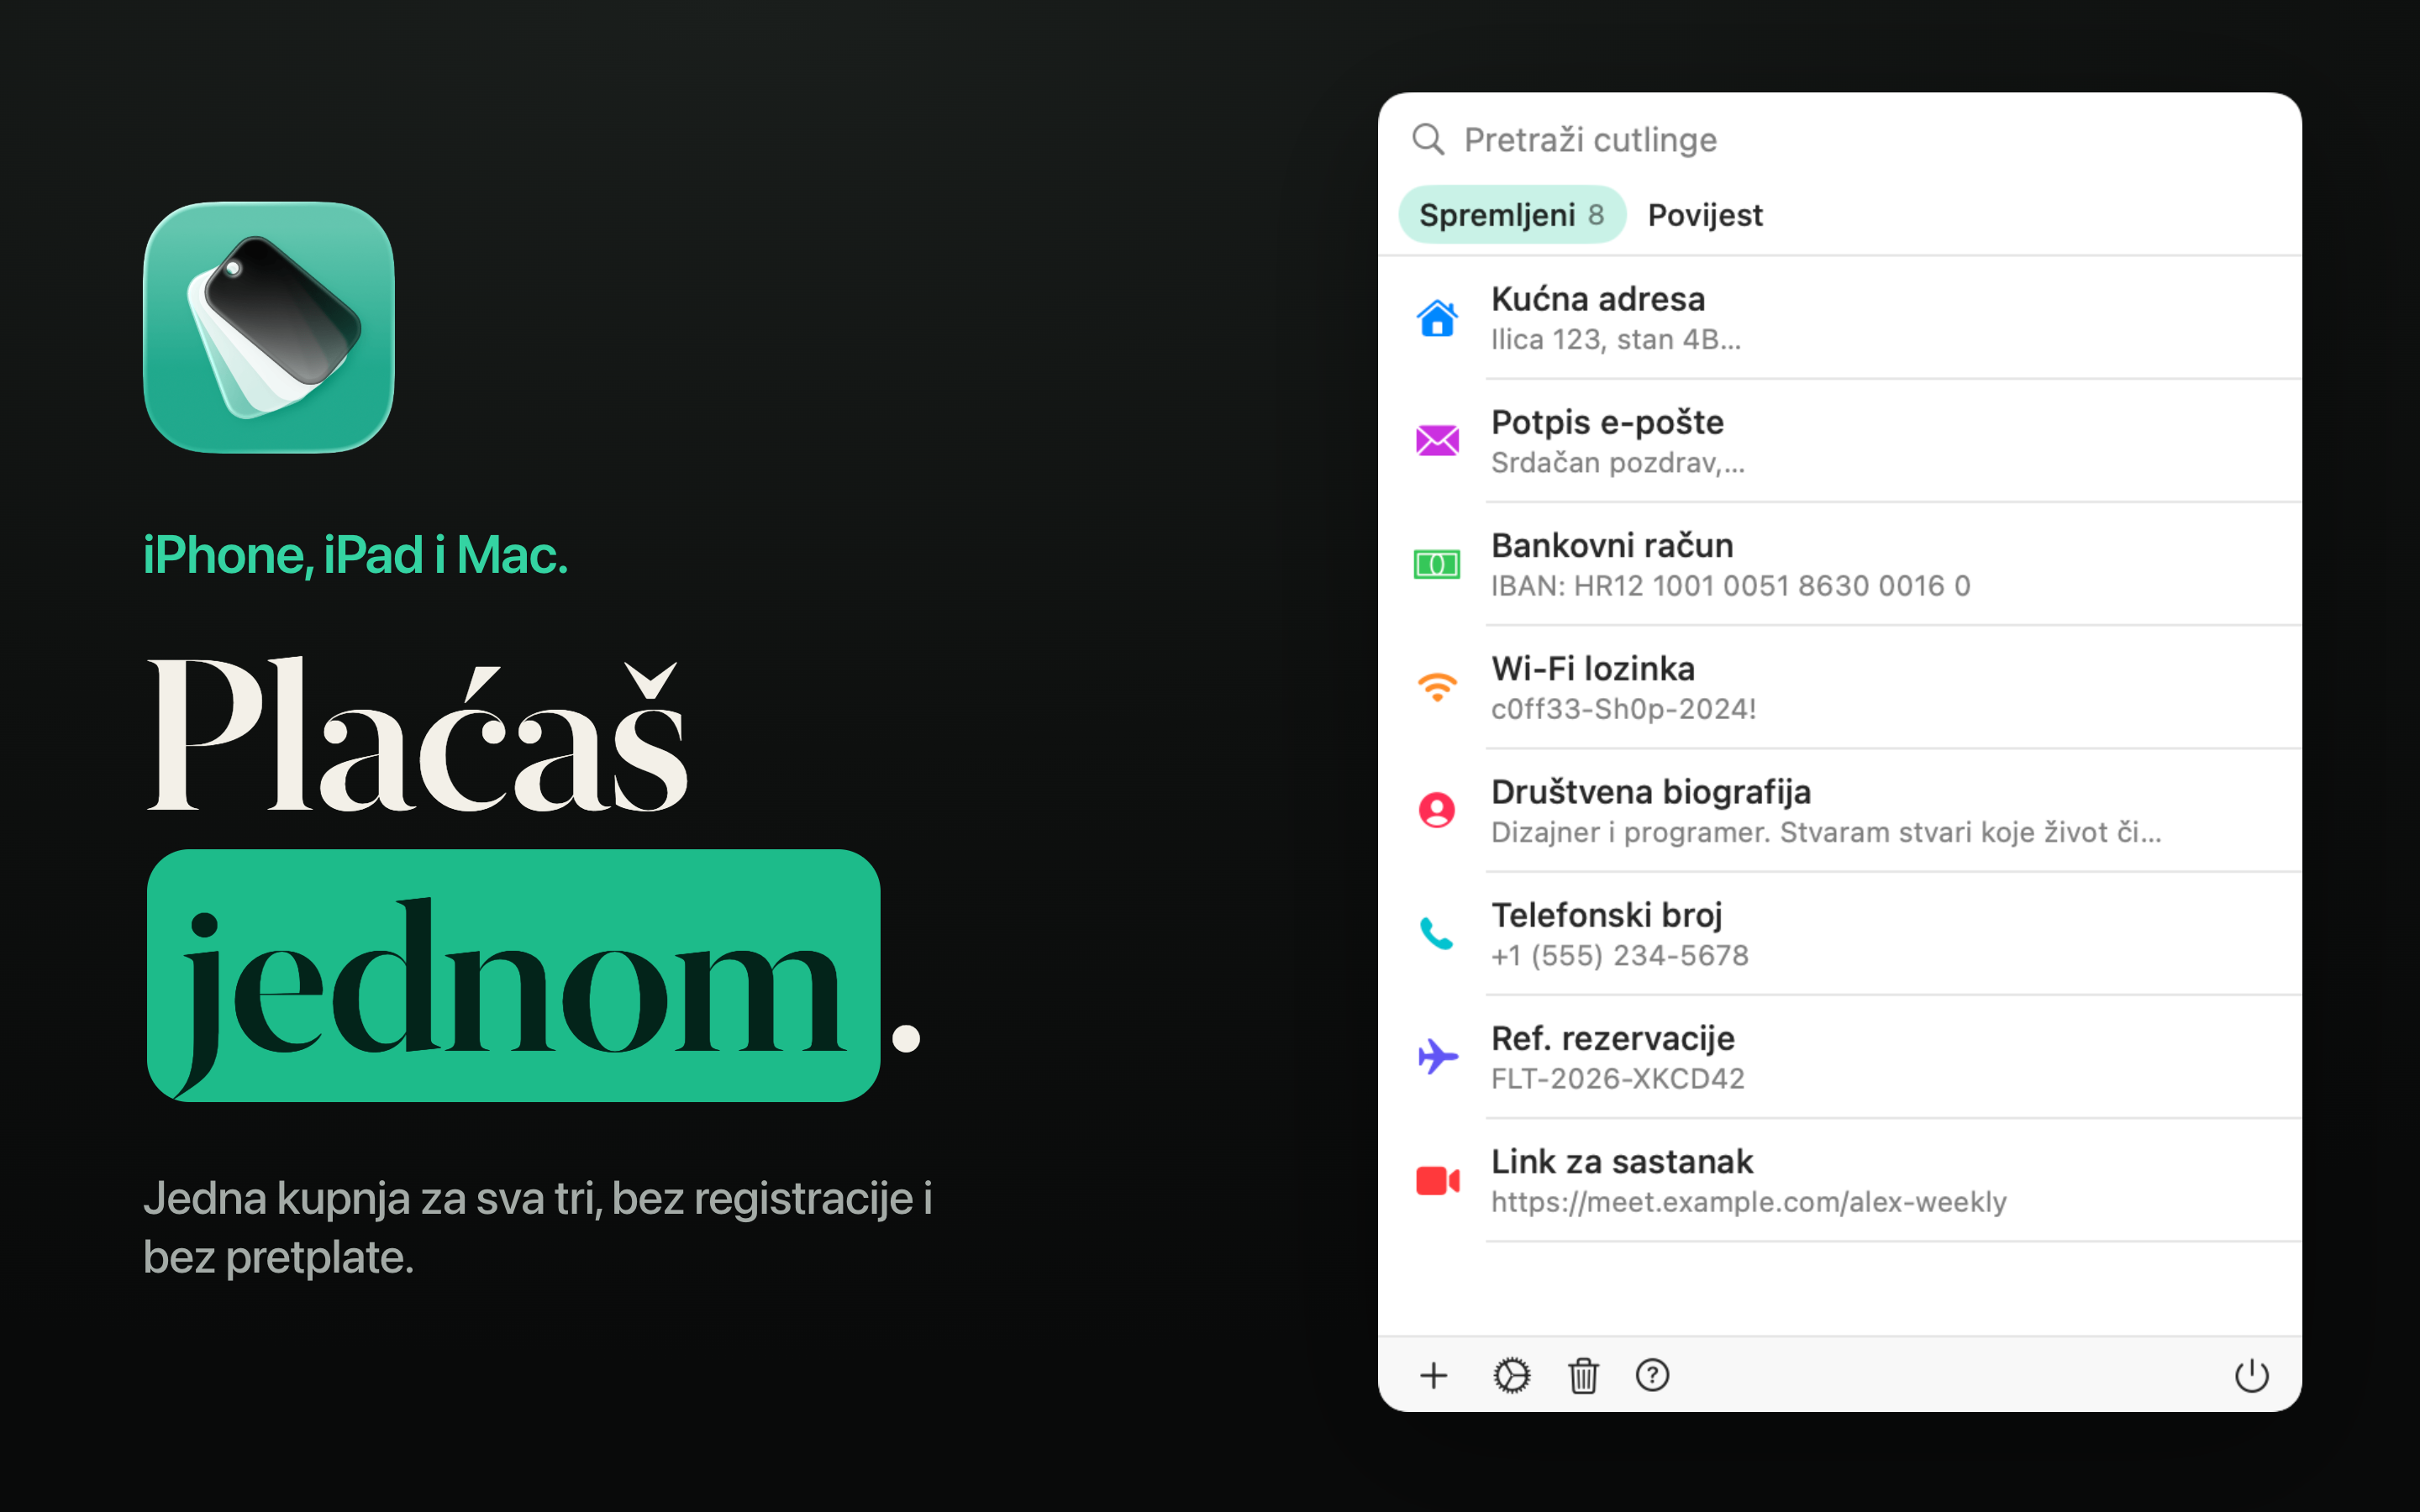 iPhone, iPad i Mac.
Plaćaš
jednom.
Jedna kupnja za sva tri, bez registracije i
bez pretplate.
Pretraži cutlinge
Spremljeni 8 Povijest
Kućna adresa
Ilica 123, stan 4B...
Potpis e-pošte
Srdačan pozdrav,...
Bankovni račun
IBAN: HR12 1001 0051 8630 0016 0
Wi-Fi lozinka
c0ff33-Sh0p-2024!
Društvena biografija
Dizajner i programer. Stvaram stvari koje život či...
Telefonski broj
+1 (555) 234-5678
Ref. rezervacije
FLT-2026-XKCD42
Link za sastanak
https://meet.example.com/alex-weekly